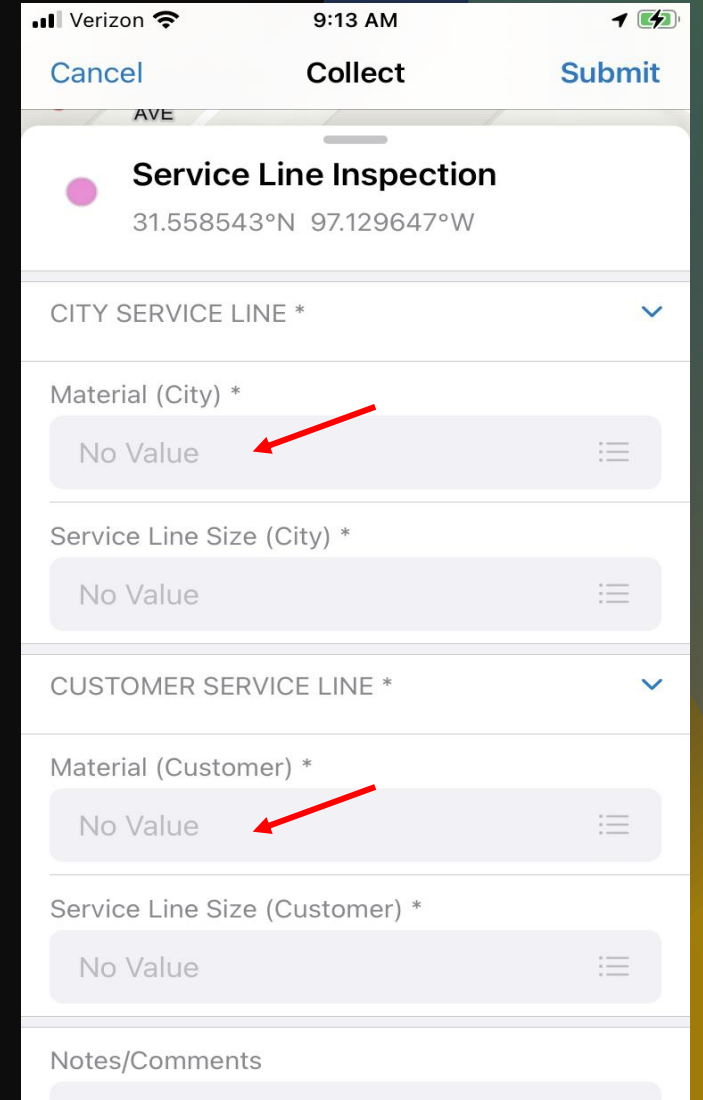 Verizon 9:13 AM
Cancel Collect Submit
AVE
Service Line Inspection
31.558543°N 97.129647°W
CITY SERVICE LINE *
Material (City) *
No Value
Service Line Size (City) *
No Value
CUSTOMER SERVICE LINE *
Material (Customer) *
No Value
Service Line Size (Customer) *
No Value
Notes/Comments